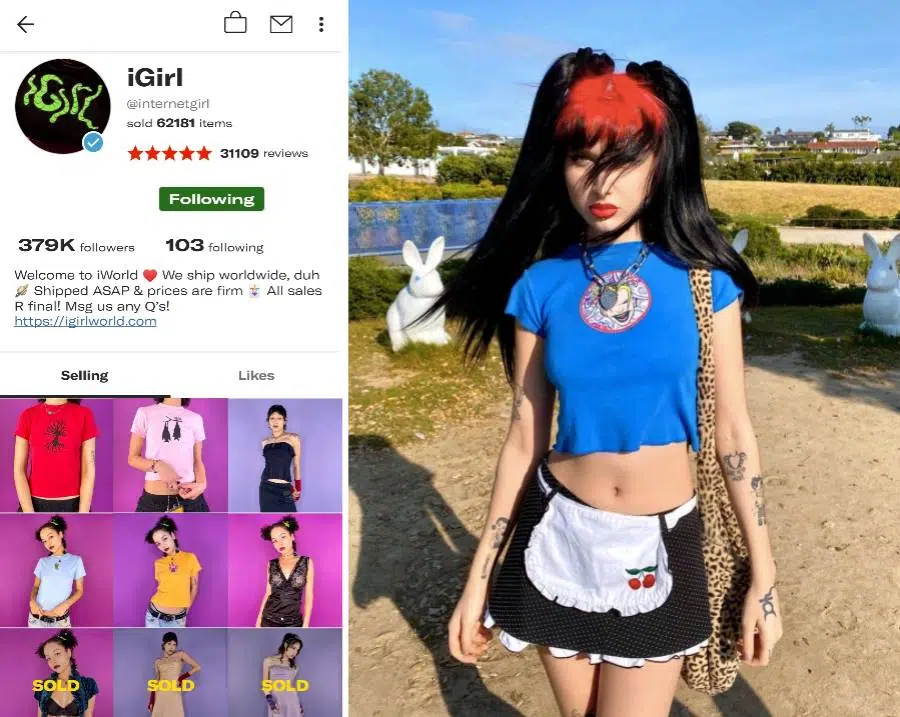 iGirl
iGirl
@internetgirl
sold 62181 items
31109 reviews
Following
379K followers 103 following
Welcome to iWorld ❤️ We ship worldwide, duh
🪐 Shipped ASAP & prices are firm 🃏 All sales
R final! Msg us any Q’s!
https://igirlworld.com
Selling Likes
SOLD SOLD SOLD